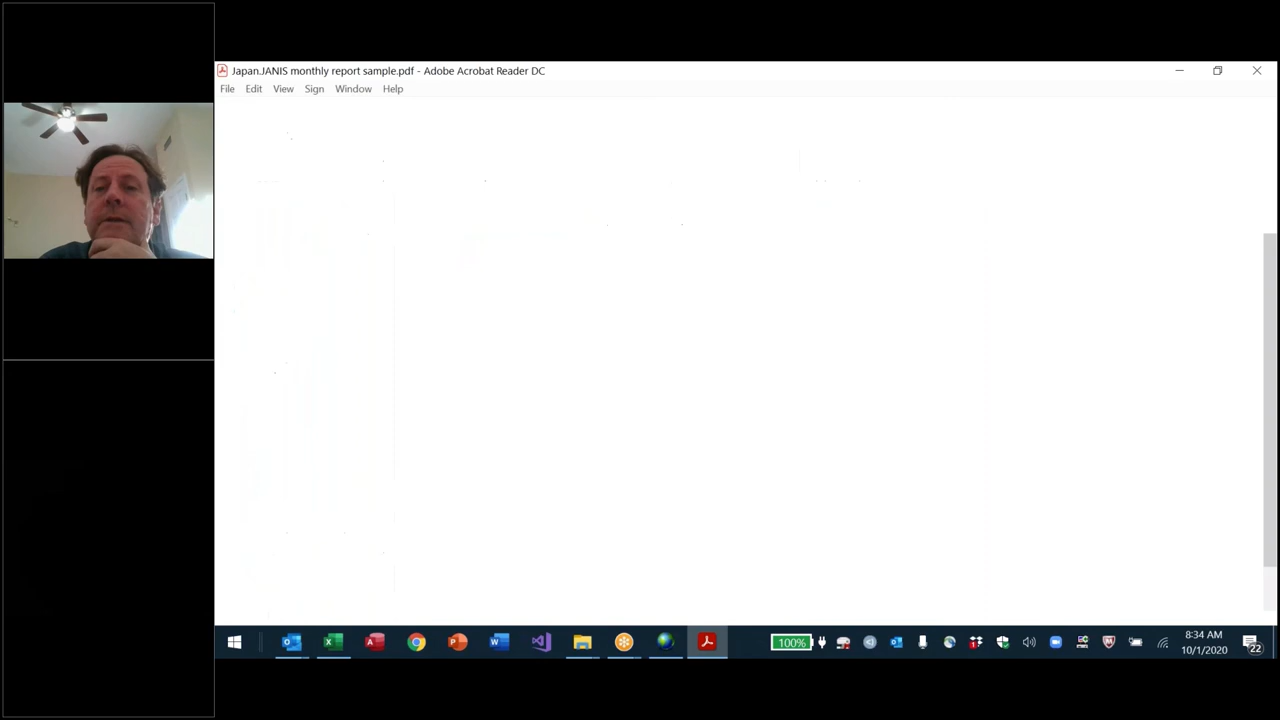 Japan.JANIS monthly report sample.pdf - Adobe Acrobat Reader DC
File Edit View Sign Window Help
100%
8:34 AM
10/1/2020
22